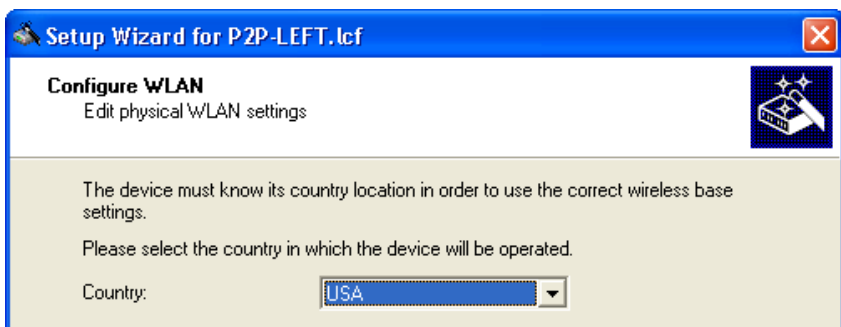 Setup Wizard for P2P-LEFT.lcf
Configure WLAN
Edit physical WLAN settings
The device must know its country location in order to use the correct wireless base
settings.
Please select the country in which the device will be operated.
Country:
USA